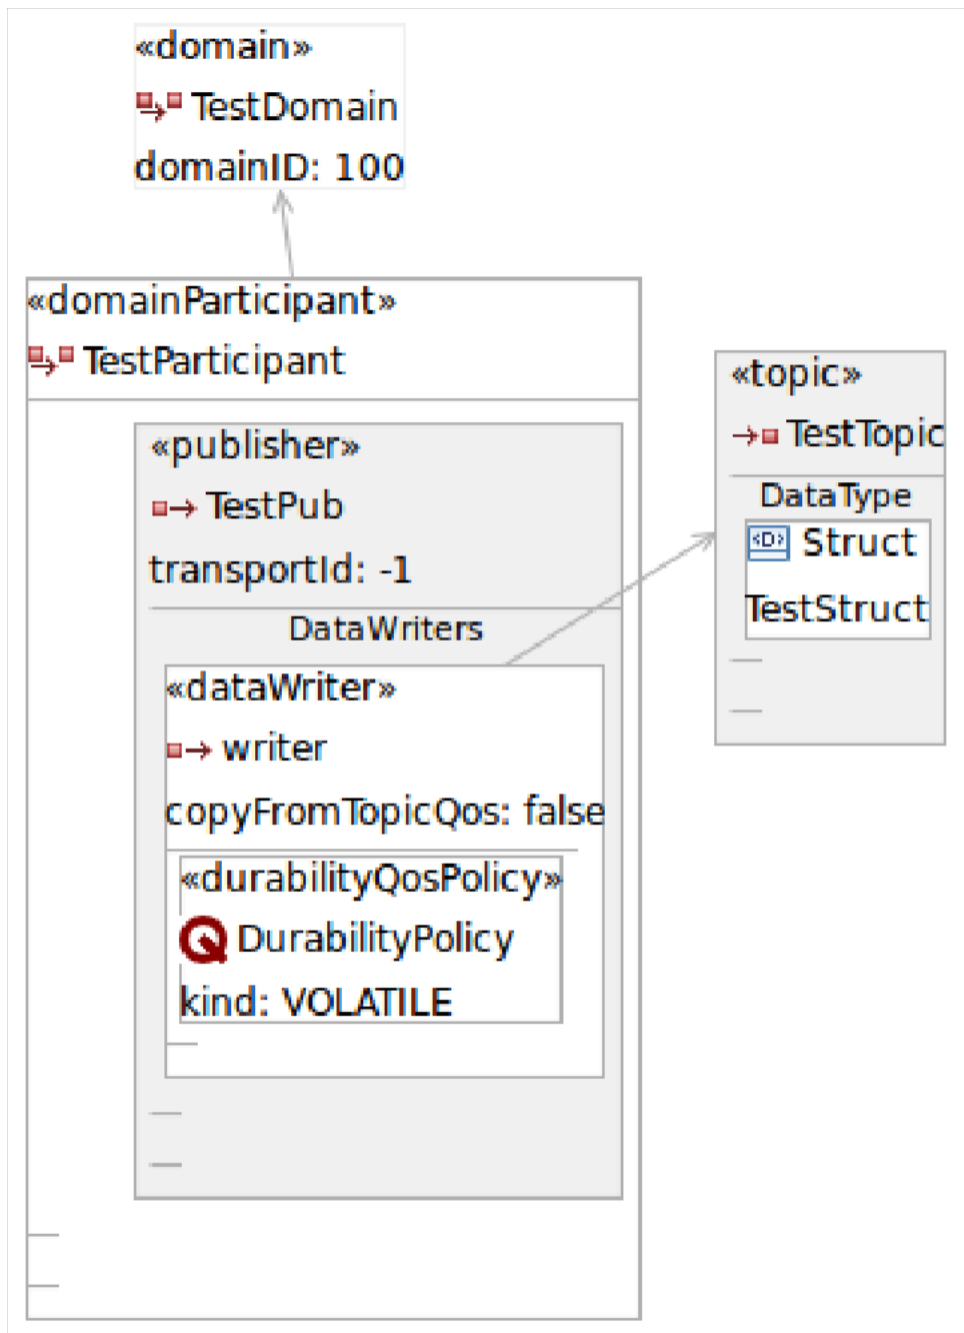 «domain»
TestDomain
domainID: 100
«domainParticipant»
TestParticipant
«publisher»
TestPub
transportId: -1
DataWriters
«dataWriter»
writer
copyFromTopicQos: false
«durabilityQosPolicy»
DurabilityPolicy
kind: VOLATILE
«topic»
TestTopic
DataType
<D> Struct
TestStruct